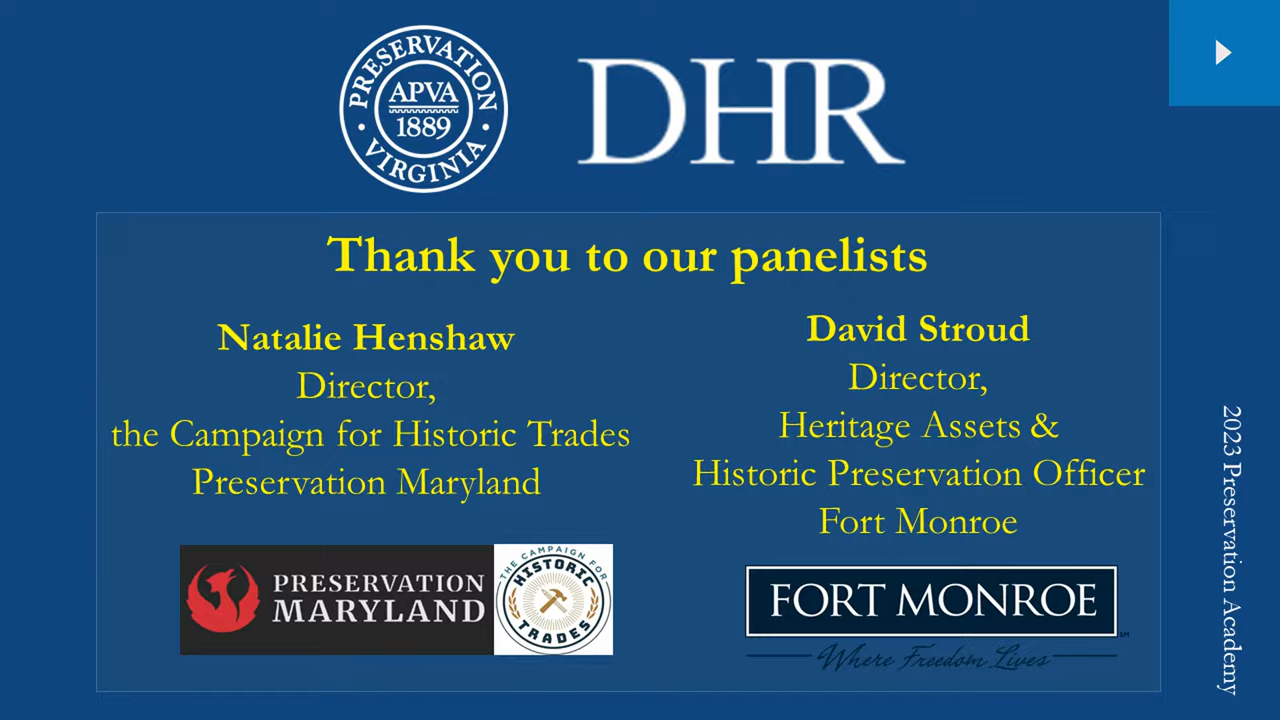 PRESERVATION
APVA
1889
VIRGINIA
DHR
Thank you to our panelists
Natalie Henshaw
Director,
the Campaign for Historic Trades
Preservation Maryland
David Stroud
Director,
Heritage Assets &
Historic Preservation Officer
Fort Monroe
PRESERVATION
MARYLAND
THE CAMPAIGN FOR
HISTORIC
TRADES
FORT MONROE
SM
Where Freedom Lives
2023 Preservation Academy